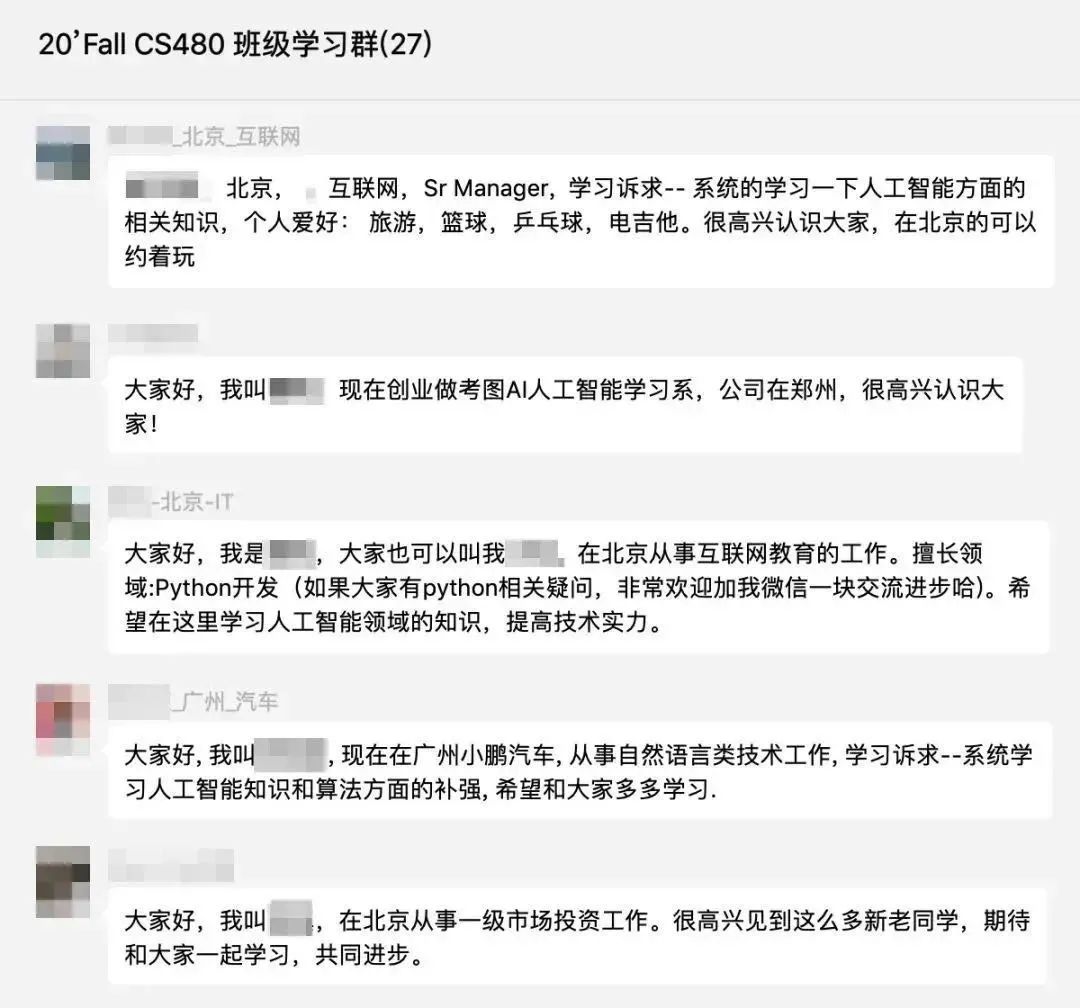 20’Fall CS480 班级学习群(27)
_北京_互联网
北京， 互联网，Sr Manager，学习诉求-- 系统的学习一下人工智能方面的
相关知识，个人爱好： 旅游，篮球，乒乓球，电吉他。很高兴认识大家，在北京的可以
约着玩
大家好，我叫 现在创业做考图AI人工智能学习系，公司在郑州，很高兴认识大
家！
-北京-IT
大家好，我是 ，大家也可以叫我 在北京从事互联网教育的工作。擅长领
域:Python开发（如果大家有python相关疑问，非常欢迎加我微信一块交流进步哈）。希
望在这里学习人工智能领域的知识，提高技术实力。
_广州_汽车
大家好, 我叫 , 现在在广州小鹏汽车, 从事自然语言类技术工作, 学习诉求--系统学
习人工智能知识和算法方面的补强, 希望和大家多多学习.
大家好，我叫 ，在北京从事一级市场投资工作。很高兴见到这么多新老同学，期待
和大家一起学习，共同进步。